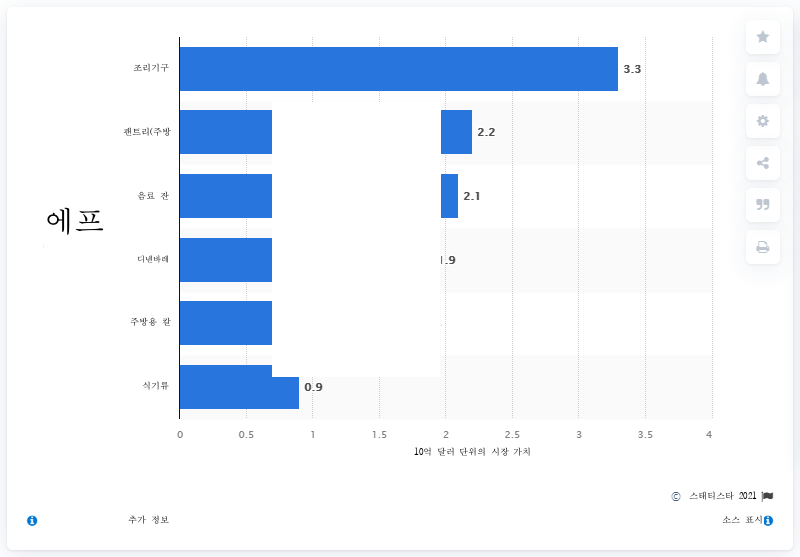 조리기구
3.3
팬트리(주방
2.2
음료 잔
2.1
에프
디낸바레
.9
주방용 칼
식기류
0.9
0 0.5 1 1.5 2 2.5 3 3.5 4
10억 달러 단위의 시장 가치
© 스태티스타 2021
추가 정보
소스 표시